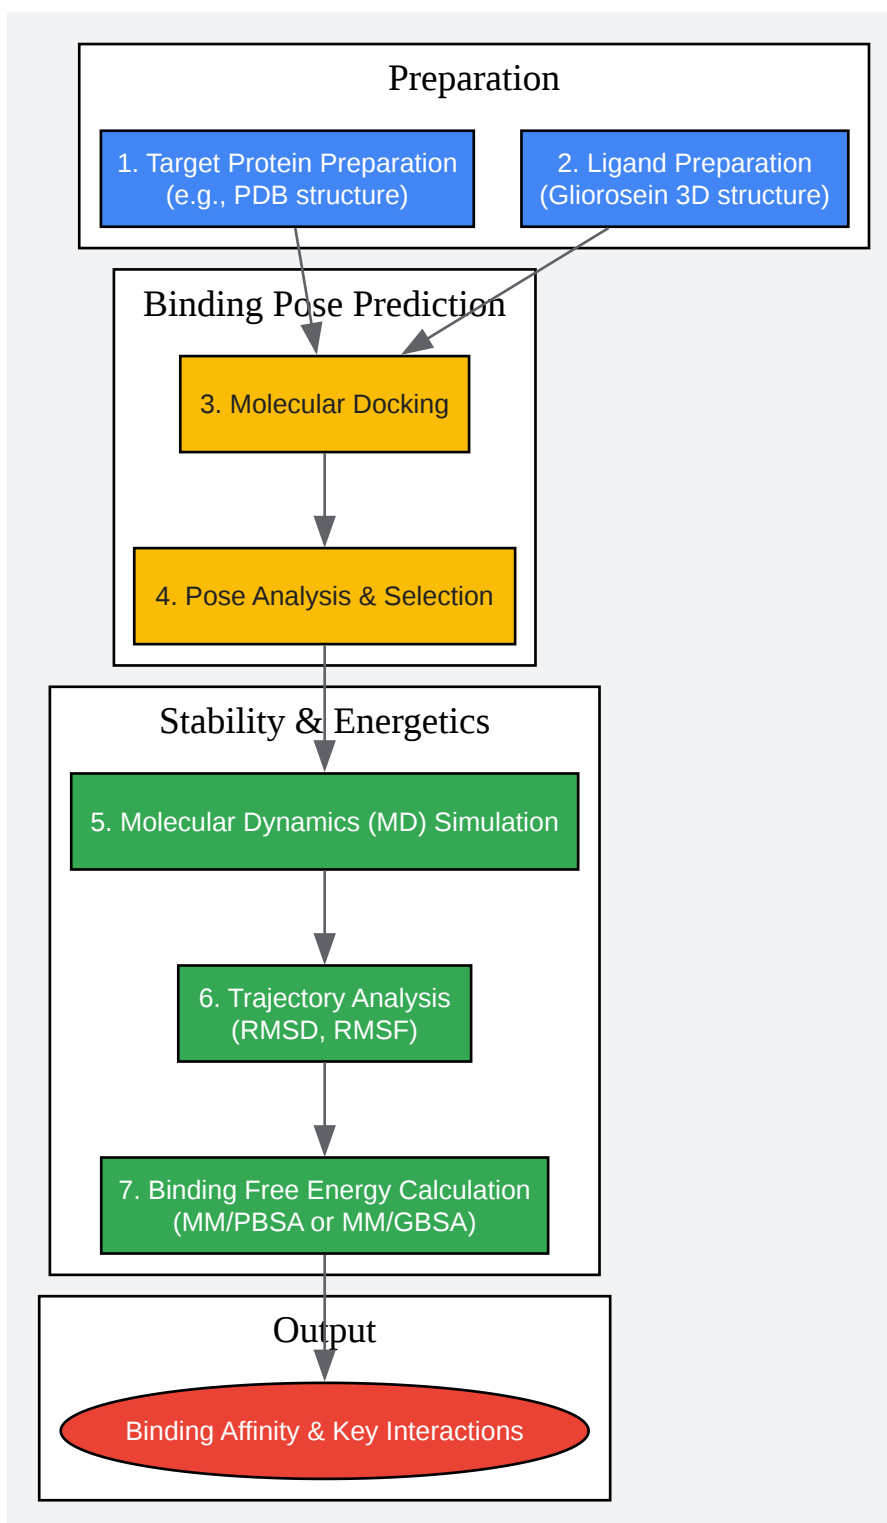 Preparation
1. Target Protein Preparation
(e.g., PDB structure)
2. Ligand Preparation
(Gliorosein 3D structure)
Binding Pose Prediction
3. Molecular Docking
4. Pose Analysis & Selection
Stability & Energetics
5. Molecular Dynamics (MD) Simulation
6. Trajectory Analysis
(RMSD, RMSF)
7. Binding Free Energy Calculation
(MM/PBSA or MM/GBSA)
Output
Binding Affinity & Key Interactions